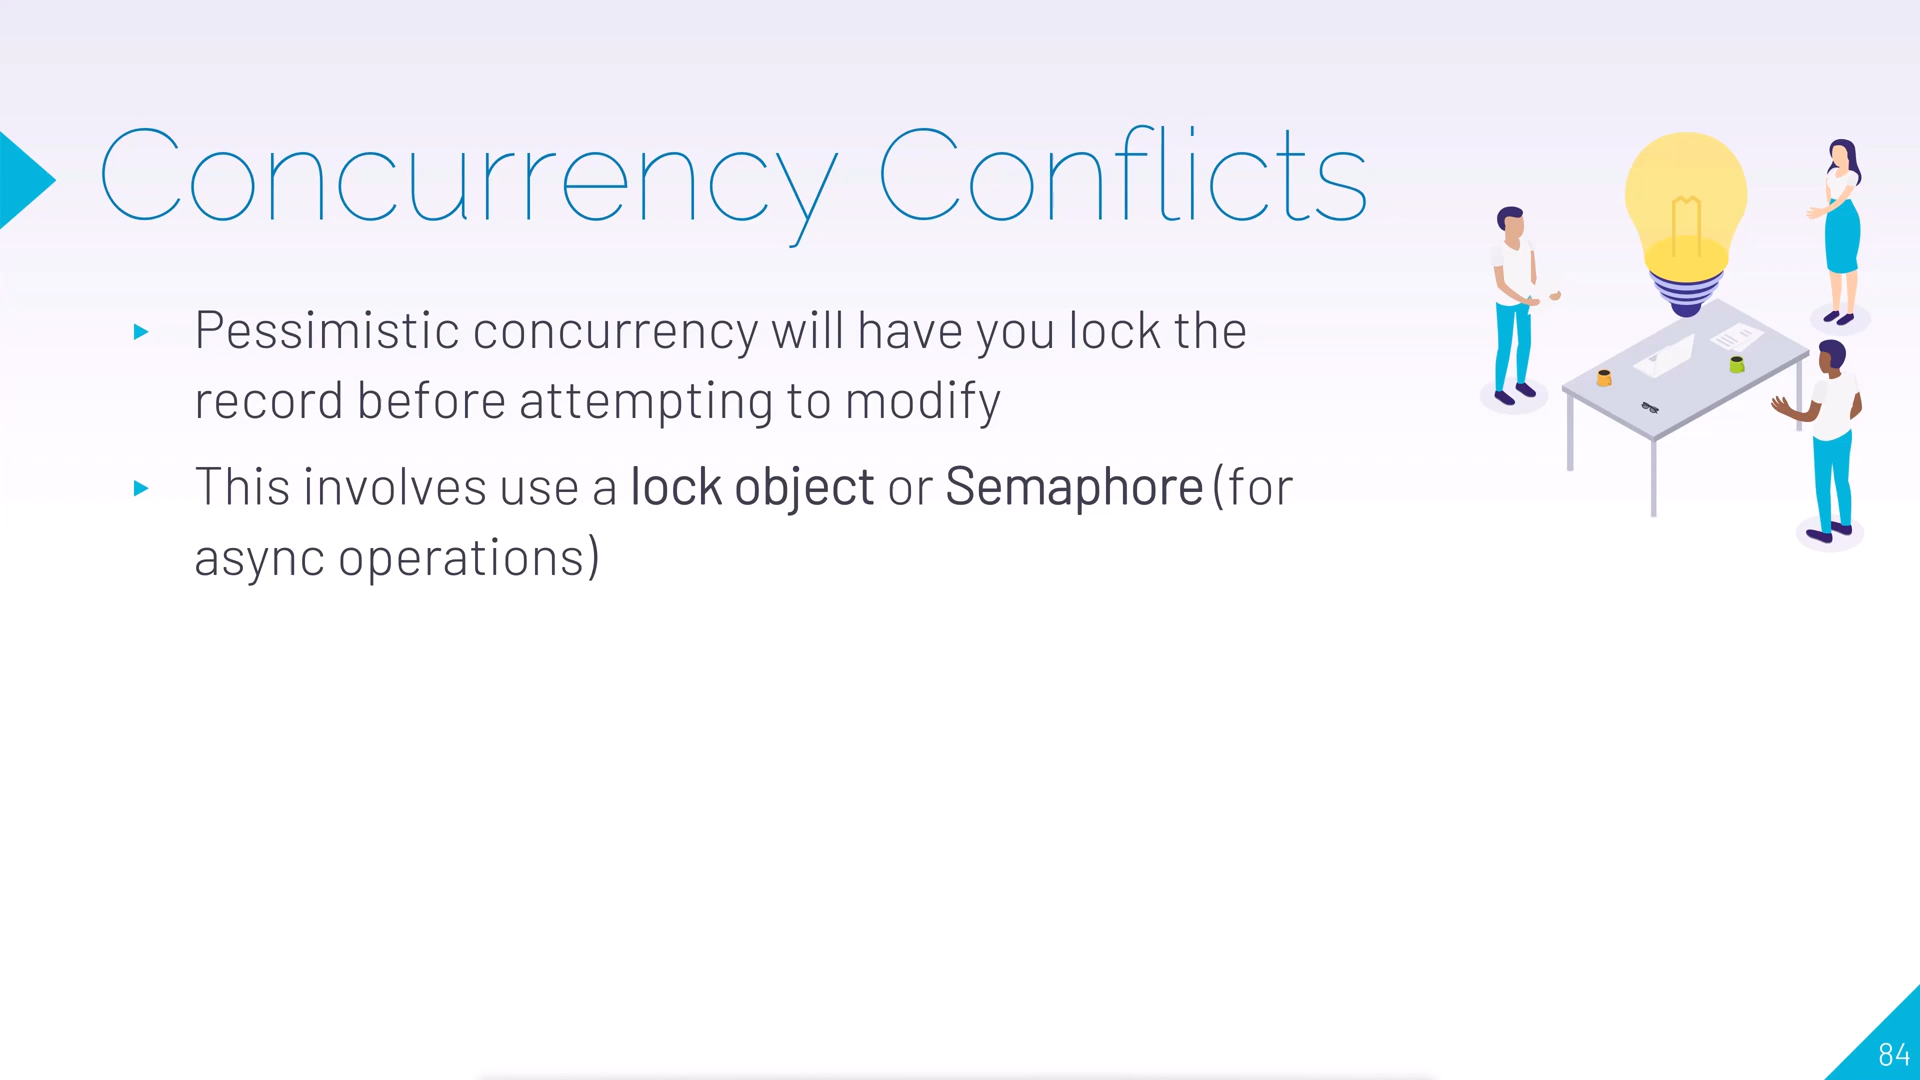 Concurrency Conflicts
Pessimistic concurrency will have you lock the
record before attempting to modify
This involves use a lock object or Semaphore (for
async operations)
84